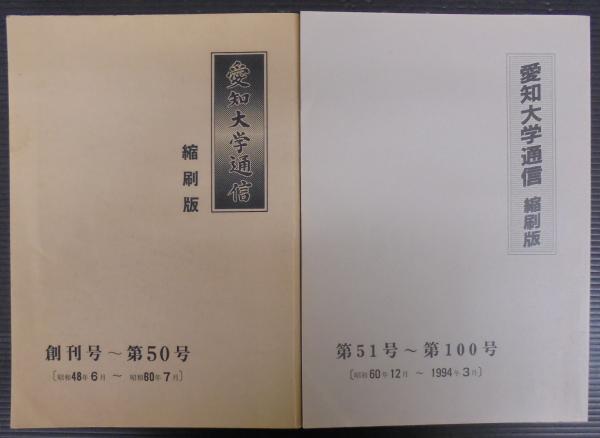 愛知大学通信
縮刷版
創刊号～第50号
〔昭和48年6月 ～ 昭和60年7月〕
愛知大学通信 縮刷版
第51号～第100号
〔昭和60年12月 ～ 1994年3月〕